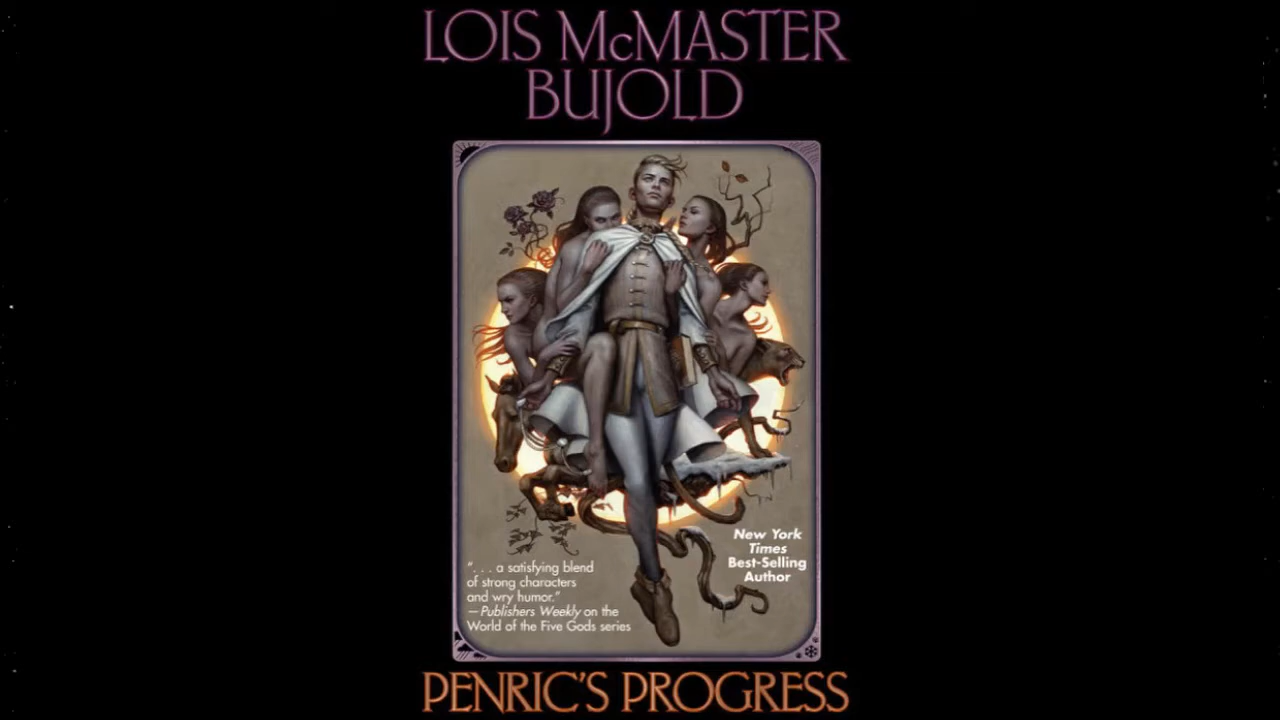 LOIS McMASTER
BUJOLD
New York
Times
Best-Selling
Author
". . . a satisfying blend
of strong characters
and wry humor."
—Publishers Weekly on the
World of the Five Gods series
PENRIC'S PROGRESS